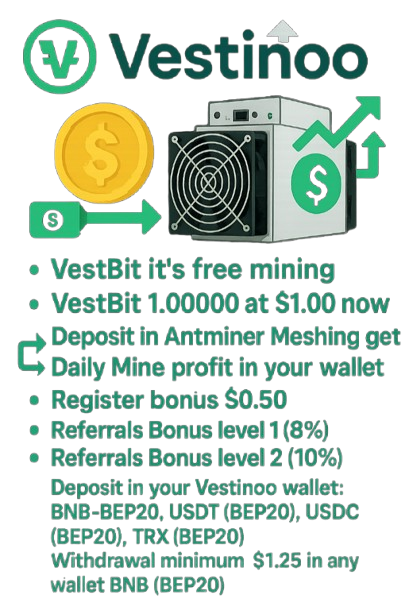 Vestinoo
VestBit it's free mining
VestBit 1.00000 at $1.00 now
Deposit in Antminer Meshing get
Daily Mine profit in your wallet
Register bonus $0.50
Referrals Bonus level 1 (8%)
Referrals Bonus level 2 (10%)
Deposit in your Vestinoo wallet:
BNB-BEP20, USDT (BEP20), USDC
(BEP20), TRX (BEP20)
Withdrawal minimum $1.25 in any
wallet BNB (BEP20)